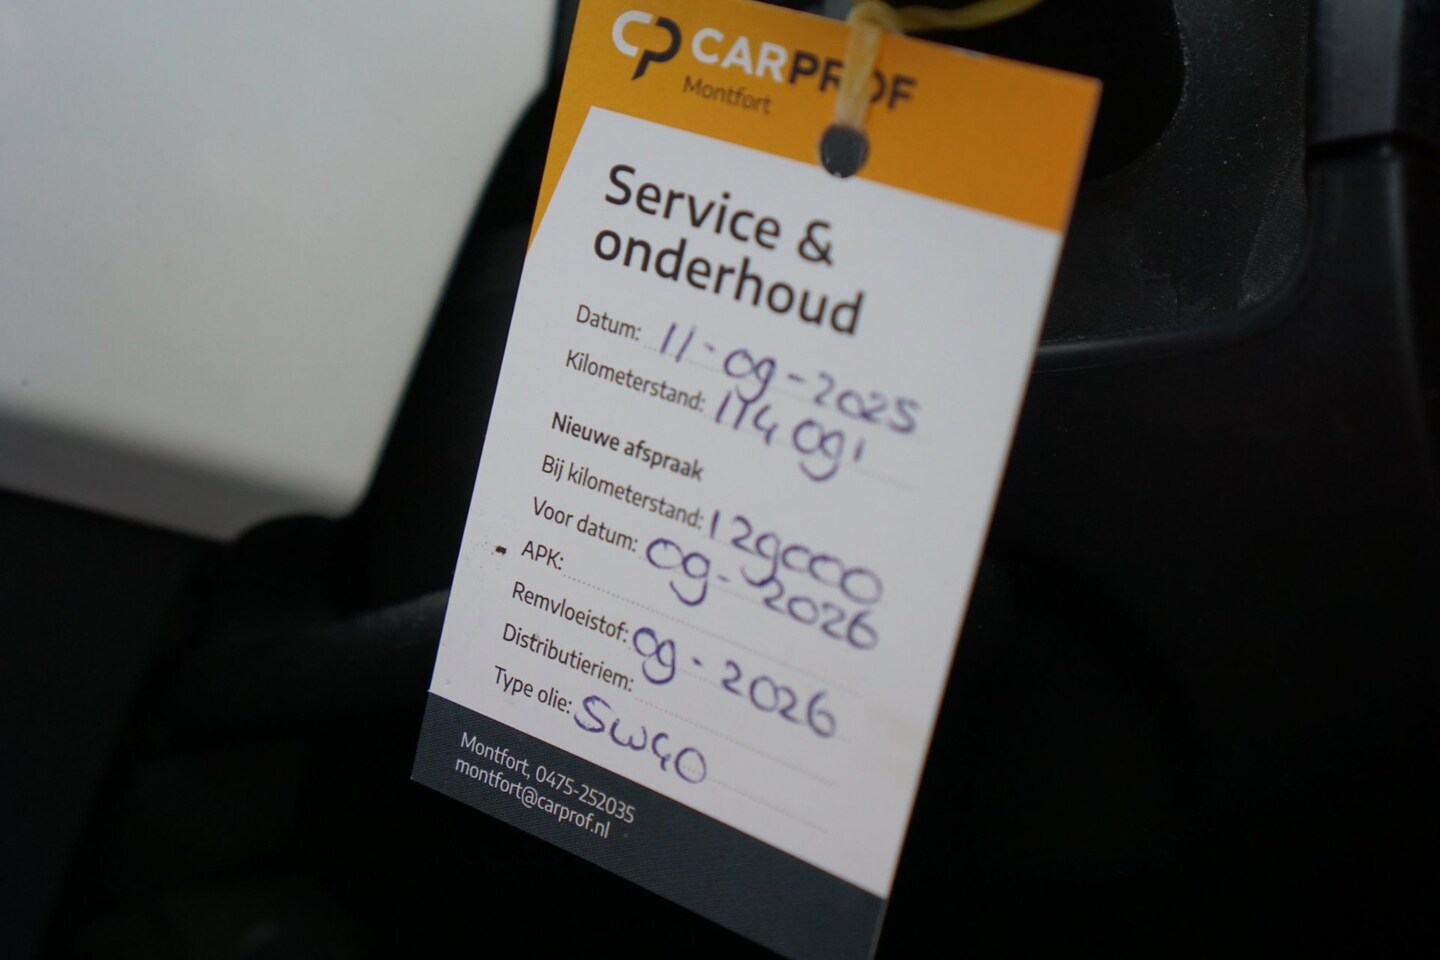 CP CARPROF
Montfort
Service &
onderhoud
Datum: 11-09-2025
Kilometerstand: 114 091
Nieuwe afspraak
Bij kilometerstand: 129000
Voor datum: 09-2026
APK:
Remvloeistof: 09-2026
Distributieriem:
Type olie: 5W40
Montfort, 0475-252035
montfort@carprof.nl